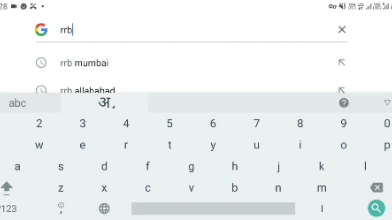 28
rrb
rrb mumbai
rrb allahabad
abc अ
2 3 4 5 6 7 8 9 0
w e r t y u i o p
a s d f g h j k l
z x c v b n m
?123